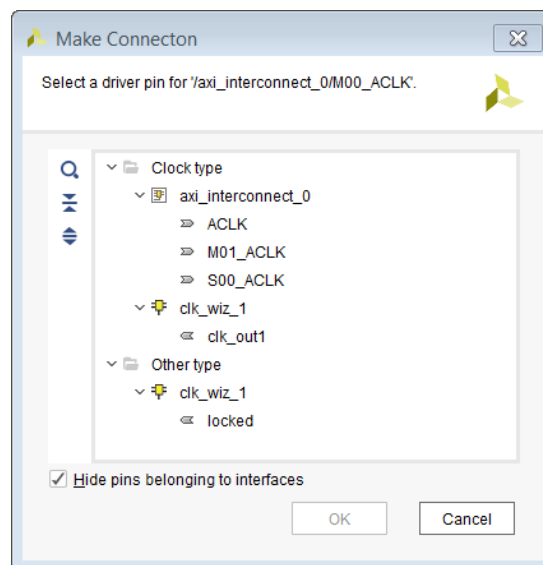 Make Connecton
Select a driver pin for '/axi_interconnect_0/M00_ACLK'.
Clock type
axi_interconnect_0
ACLK
M01_ACLK
S00_ACLK
clk_wiz_1
clk_out1
Other type
clk_wiz_1
locked
Hide pins belonging to interfaces
OK
Cancel